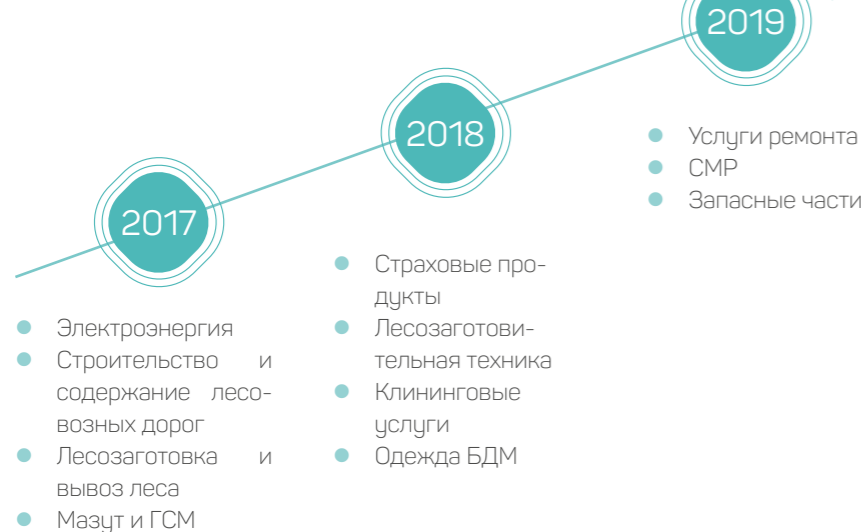 2017
Электроэнергия
Строительство и
содержание лесо-
возных дорог
Лесозаготовка и
вывоз леса
Мазут и ГСМ
2018
Страховые про-
дукты
Лесозаготови-
тельная техника
Клининговые
услуги
Одежда БДМ
2019
Услуги ремонта
СМР
Запасные части